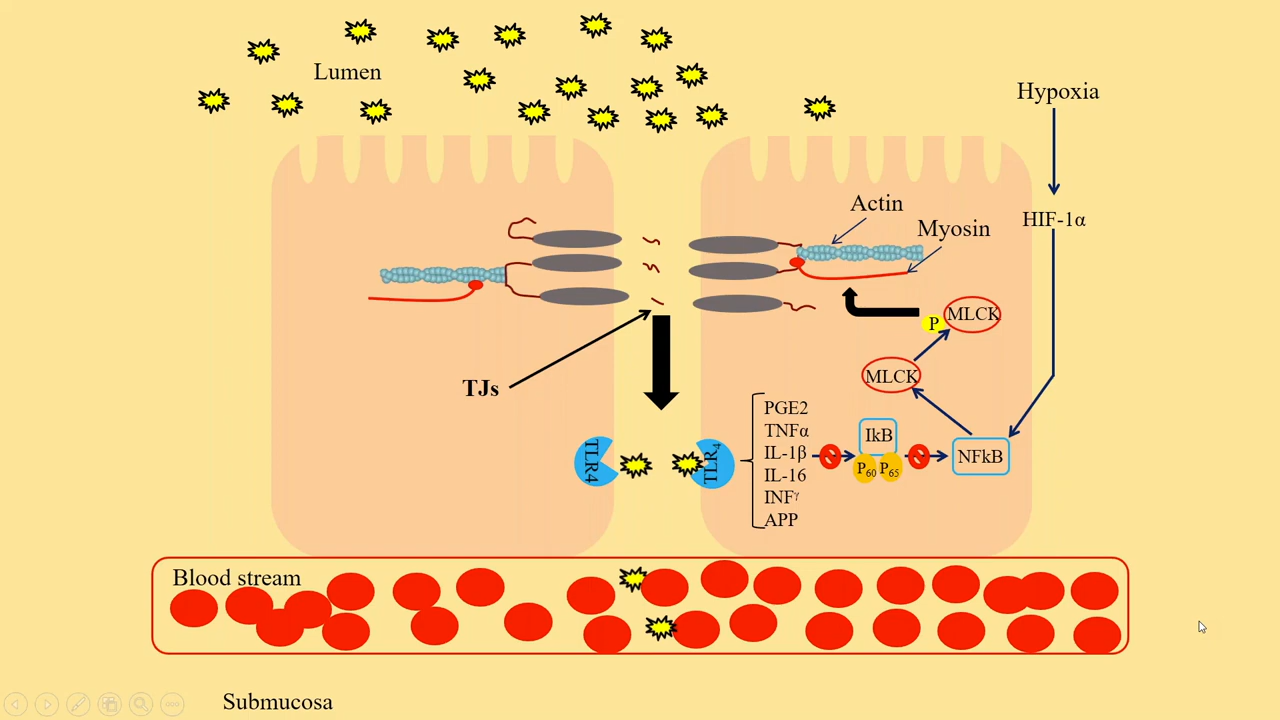 Lumen
Hypoxia
HIF-1α
Actin
Myosin
P
MLCK
MLCK
TJs
TLR4
TLR4
PGE2
TNFα
IL-1β
IL-16
INFγ
APP
IkB
P60
P65
NFkB
Blood stream
Submucosa